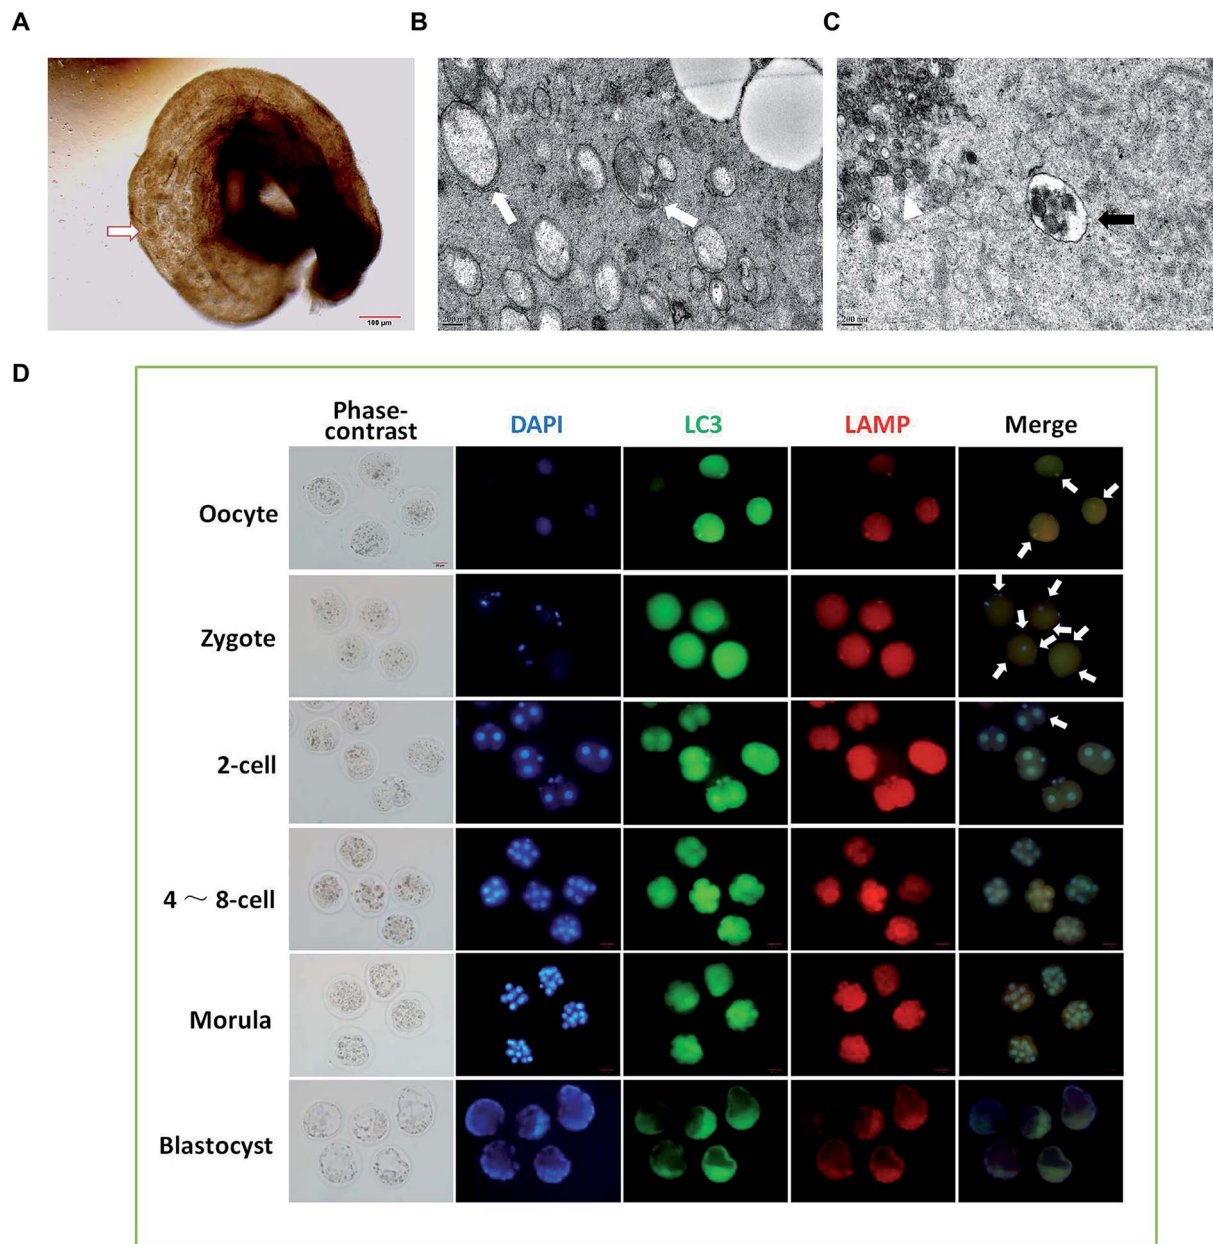 A
B
C
100 µm
200 nm
200 nm
D
Phase-
contrast
DAPI
LC3
LAMP
Merge
Oocyte
Zygote
2-cell
4 ~ 8-cell
Morula
Blastocyst